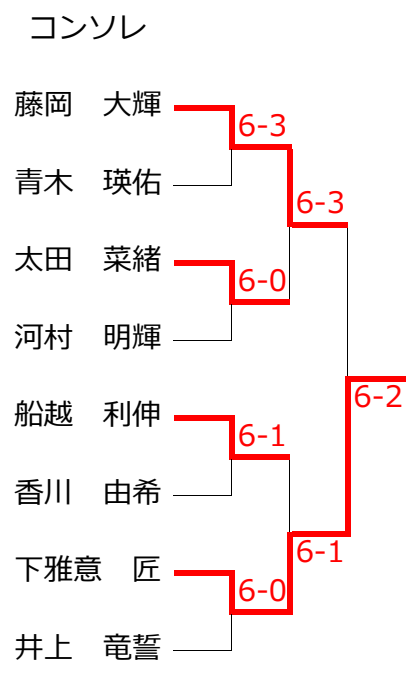 コンソレ
藤岡　大輝
6-3
青木　瑛佑
6-3
太田　菜緒
6-0
河村　明輝
6-2
船越　利伸
6-1
香川　由希
6-1
下雅意　匠
6-0
井上　竜誓